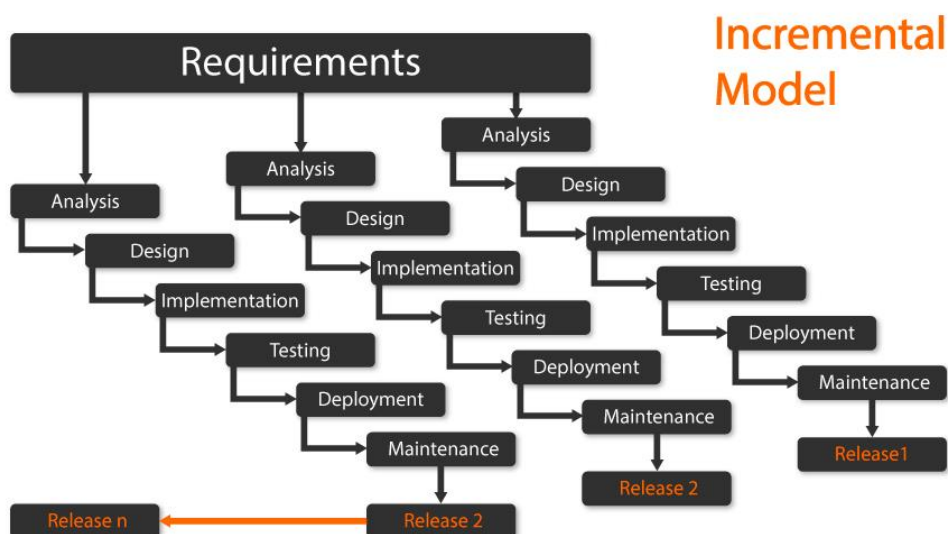 Incremental
Model
Requirements
Analysis
Design
Implementation
Testing
Deployment
Maintenance
Release 2
Release n
Analysis
Design
Implementation
Testing
Deployment
Maintenance
Release 2
Analysis
Design
Implementation
Testing
Deployment
Maintenance
Release1